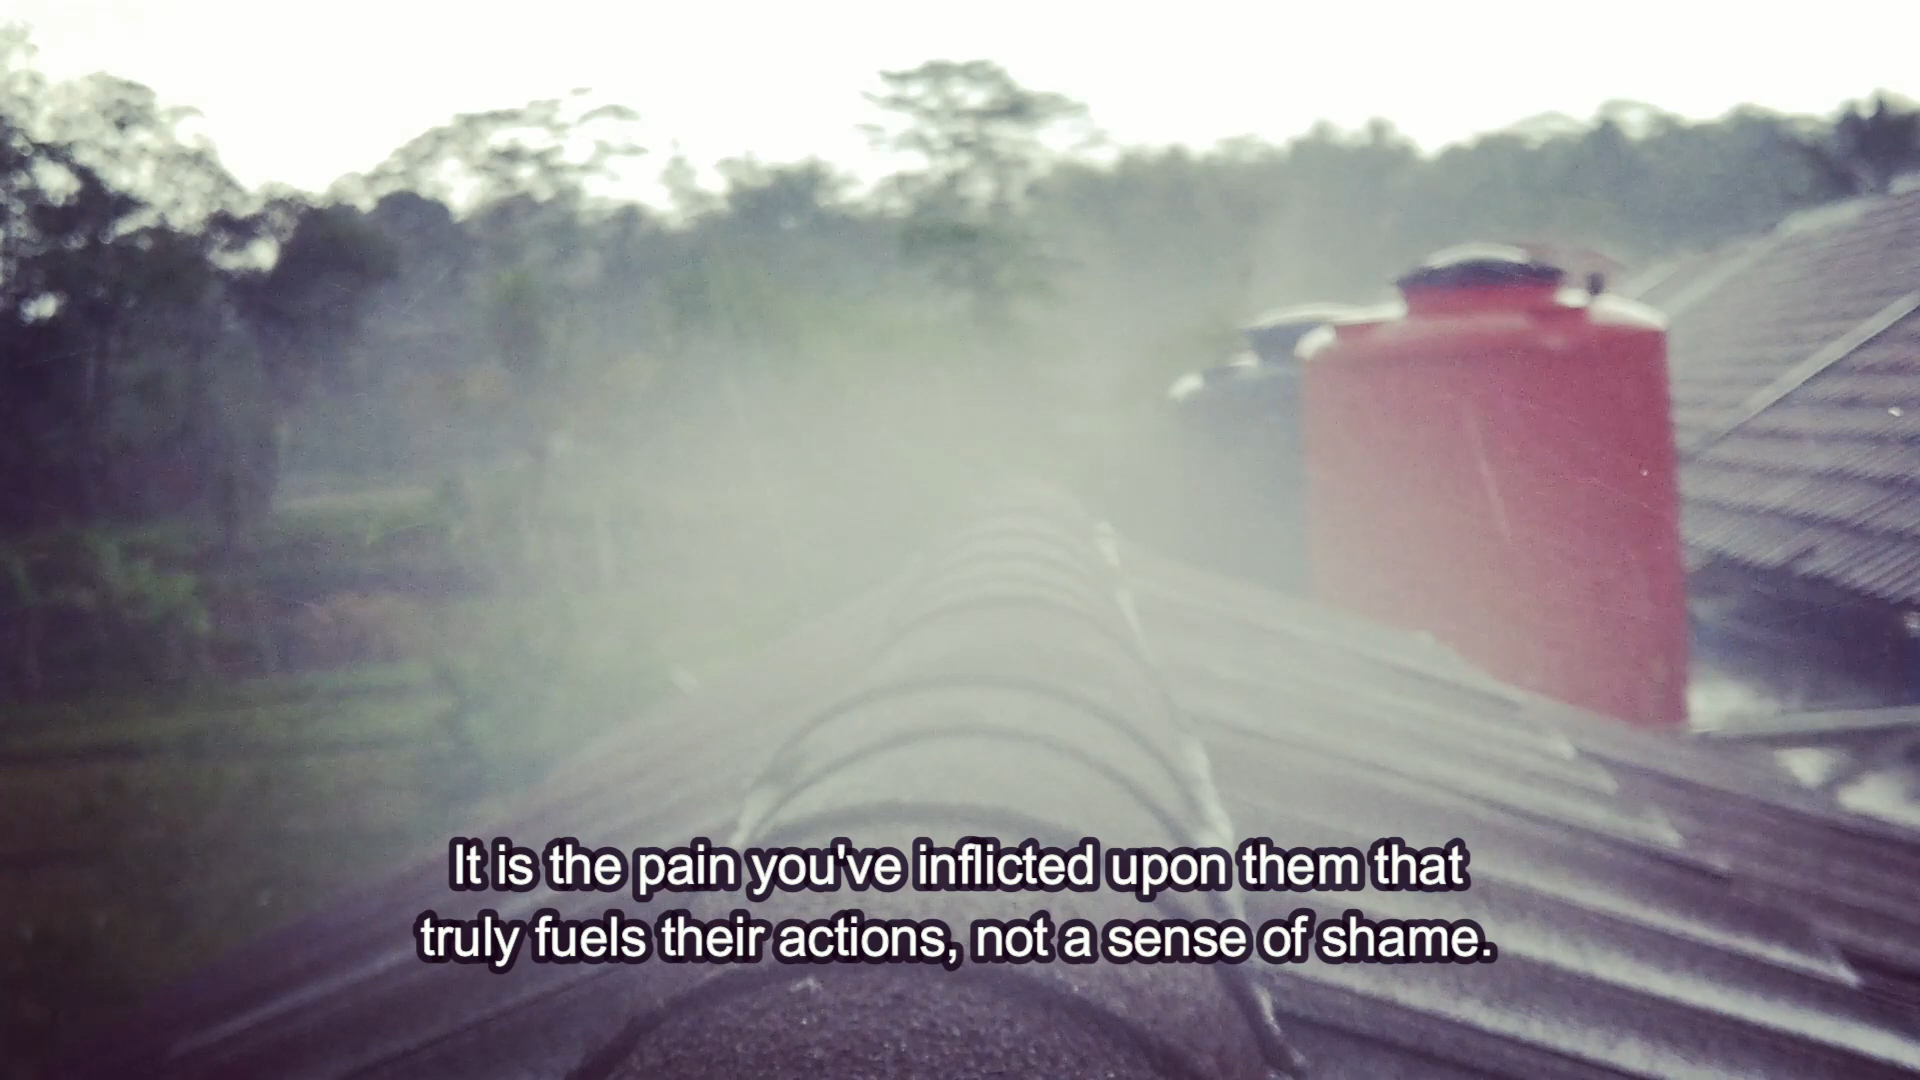 It is the pain you've inflicted upon them that
truly fuels their actions, not a sense of shame.